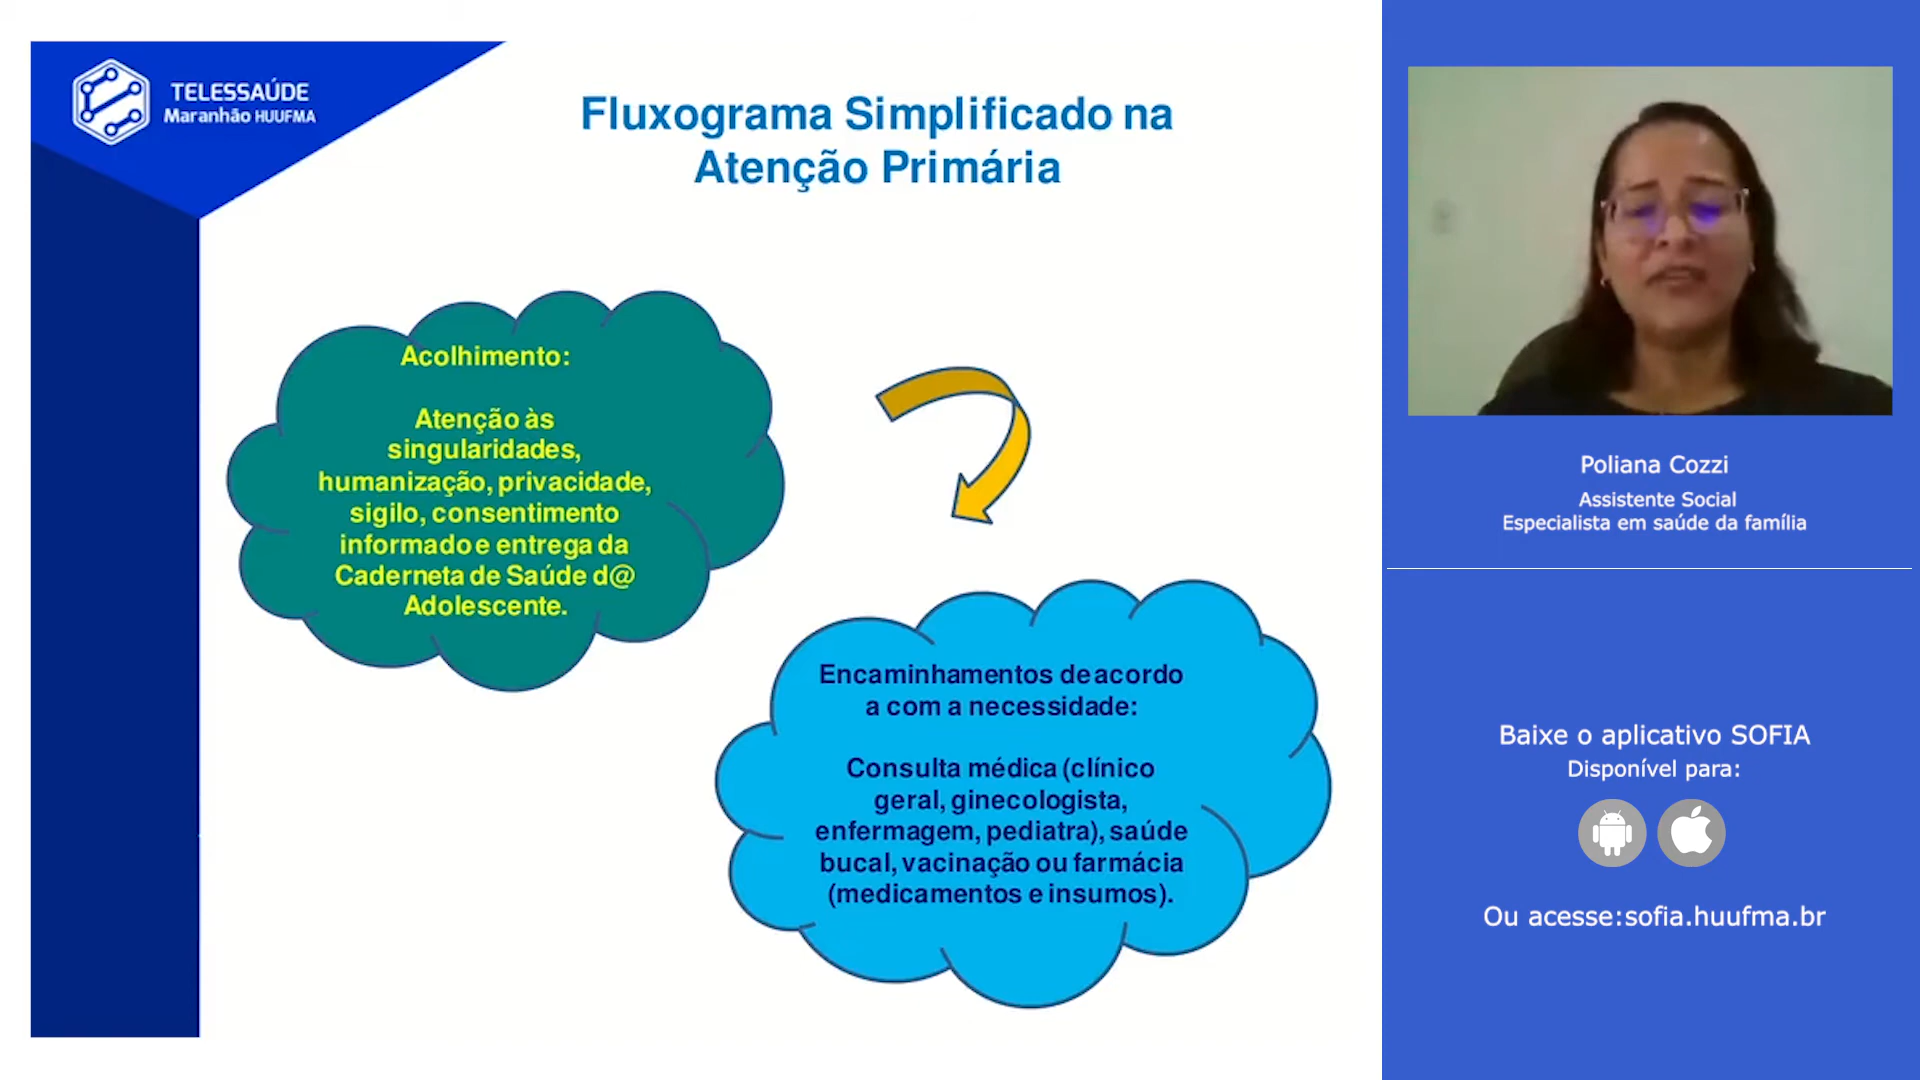 TELESSAÚDE
Maranhão HUUFMA
Fluxograma Simplificado na
Atenção Primária
Acolhimento:
Atenção às
singularidades,
humanização, privacidade,
sigilo, consentimento
informado e entrega da
Caderneta de Saúde d@
Adolescente.
Encaminhamentos de acordo
a com a necessidade:
Consulta médica (clínico
geral, ginecologista,
enfermagem, pediatra), saúde
bucal, vacinação ou farmácia
(medicamentos e insumos).
Poliana Cozzi
Assistente Social
Especialista em saúde da família
Baixe o aplicativo SOFIA
Disponível para:
Ou acesse:sofia.huufma.br